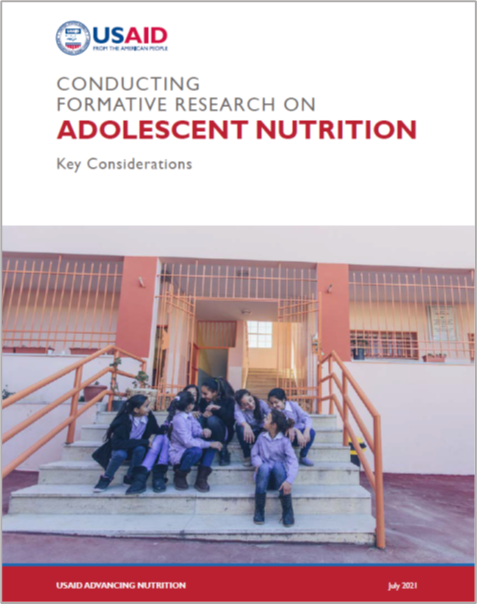 USAID
FROM THE AMERICAN PEOPLE
CONDUCTING
FORMATIVE RESEARCH ON
ADOLESCENT NUTRITION
Key Considerations
USAID ADVANCING NUTRITION
July 2021